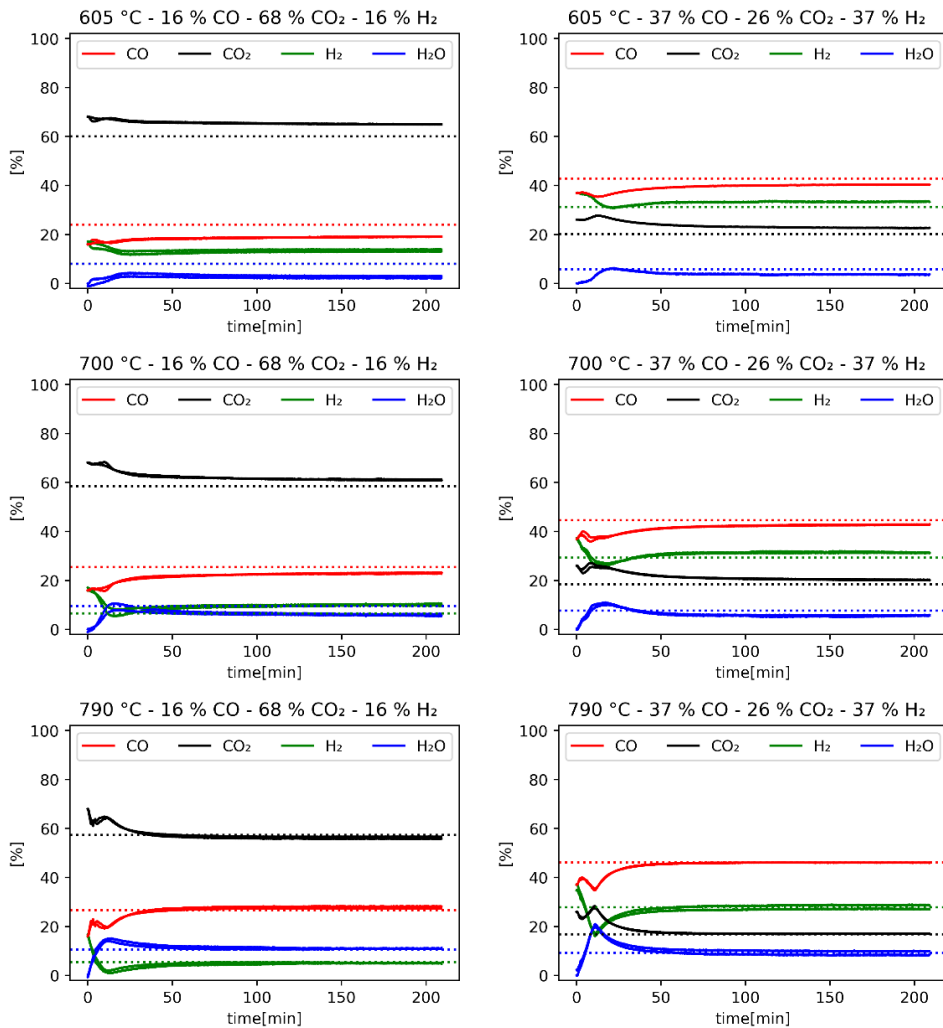 605 °C - 16 % CO - 68 % CO₂ - 16 % H₂
100
80
60
40
20
0
[%]
CO CO₂ H₂ H₂O
0 50 100 150 200
time[min]
605 °C - 37 % CO - 26 % CO₂ - 37 % H₂
100
80
60
40
20
0
[%]
CO CO₂ H₂ H₂O
0 50 100 150 200
time[min]
700 °C - 16 % CO - 68 % CO₂ - 16 % H₂
100
80
60
40
20
0
[%]
CO CO₂ H₂ H₂O
0 50 100 150 200
time[min]
700 °C - 37 % CO - 26 % CO₂ - 37 % H₂
100
80
60
40
20
0
[%]
CO CO₂ H₂ H₂O
0 50 100 150 200
time[min]
790 °C - 16 % CO - 68 % CO₂ - 16 % H₂
100
80
60
40
20
0
[%]
CO CO₂ H₂ H₂O
0 50 100 150 200
time[min]
790 °C - 37 % CO - 26 % CO₂ - 37 % H₂
100
80
60
40
20
0
[%]
CO CO₂ H₂ H₂O
0 50 100 150 200
time[min]